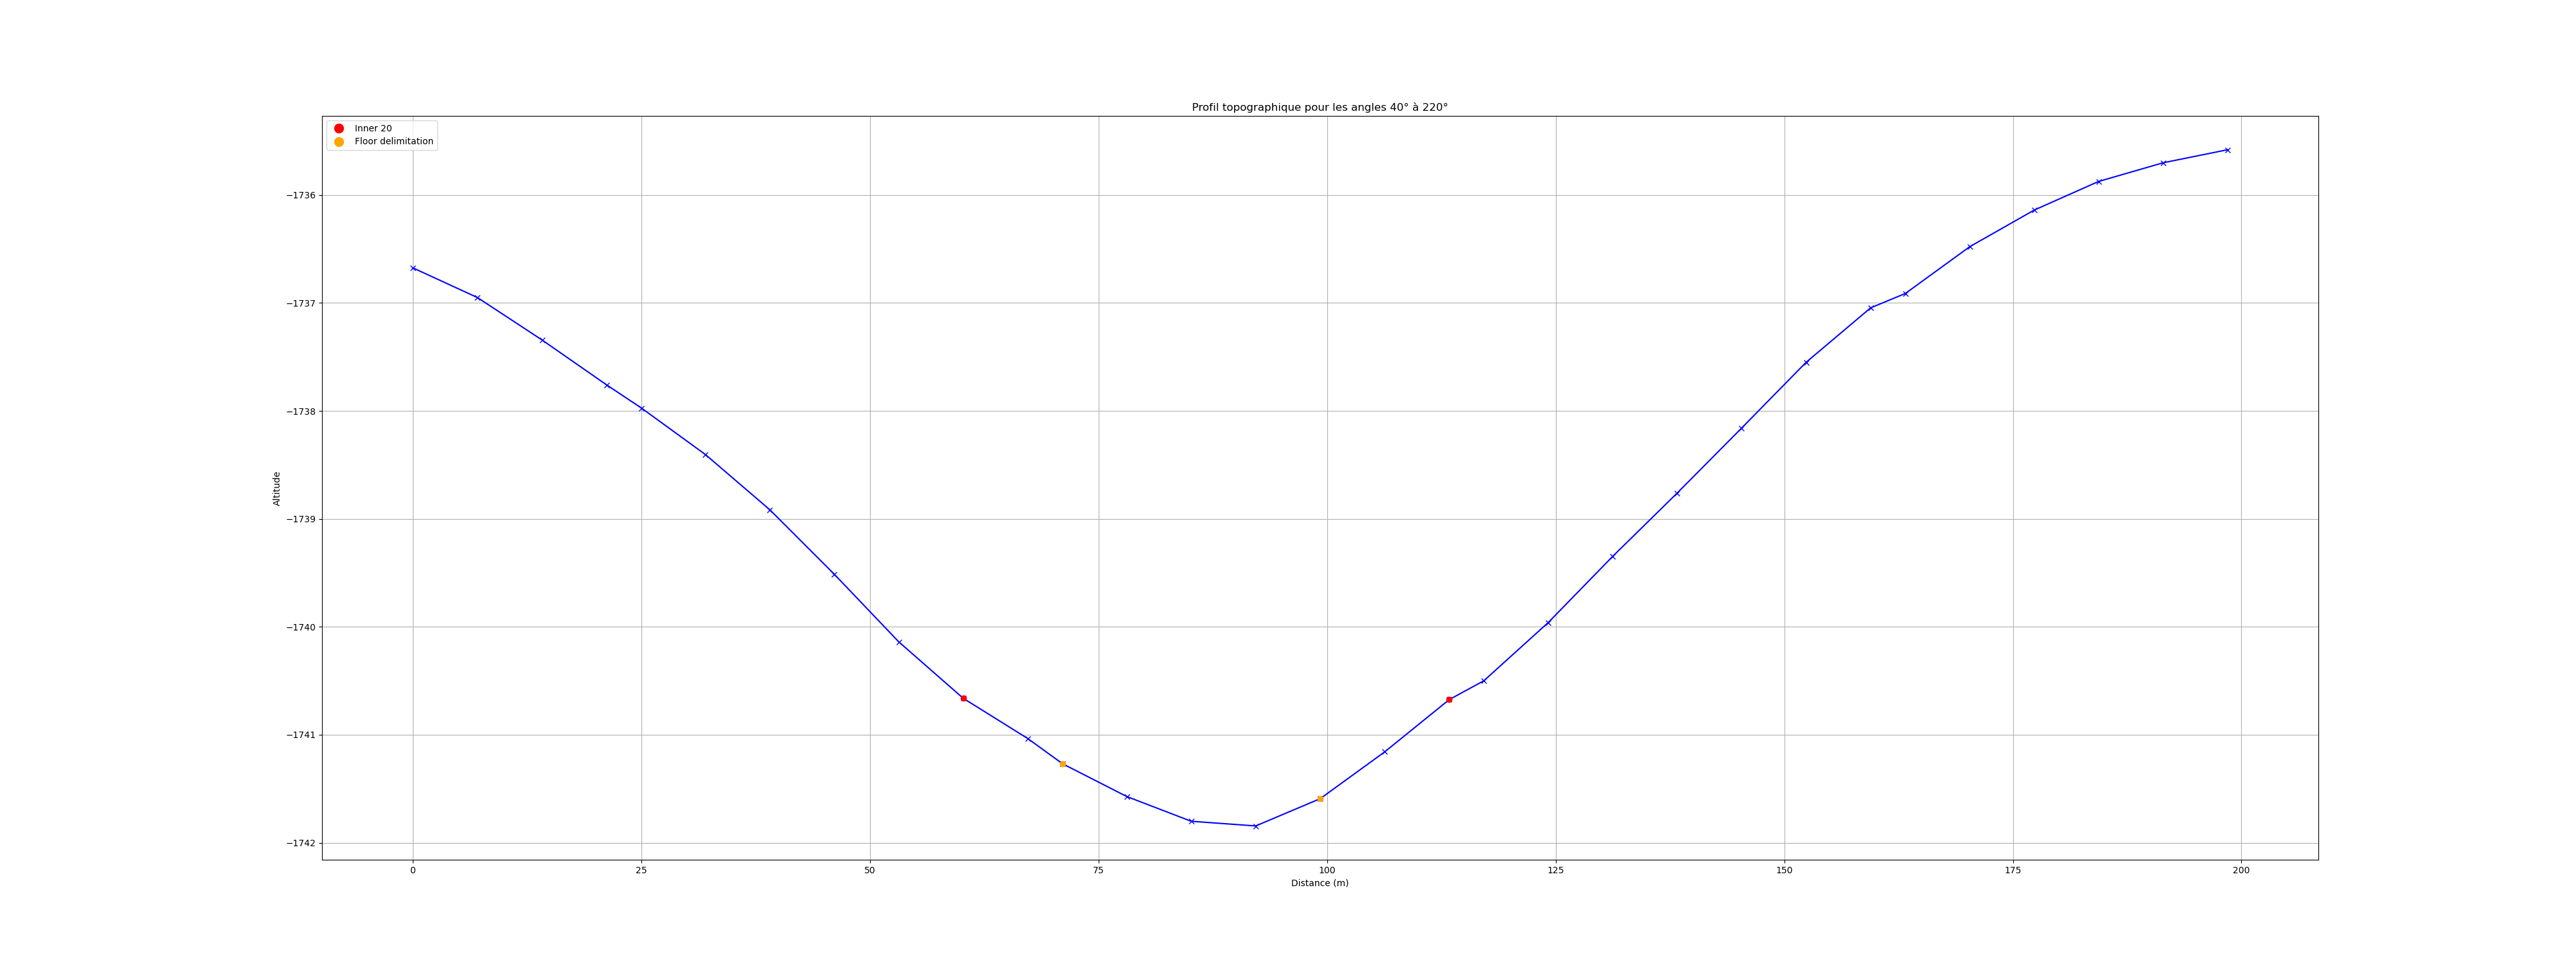 Profil topographique pour les angles 40° à 220°
Inner 20
Floor delimitation
−1736
−1737
−1738
−1739
−1740
−1741
−1742
Altitude
0 25 50 75 100 125 150 175 200
Distance (m)